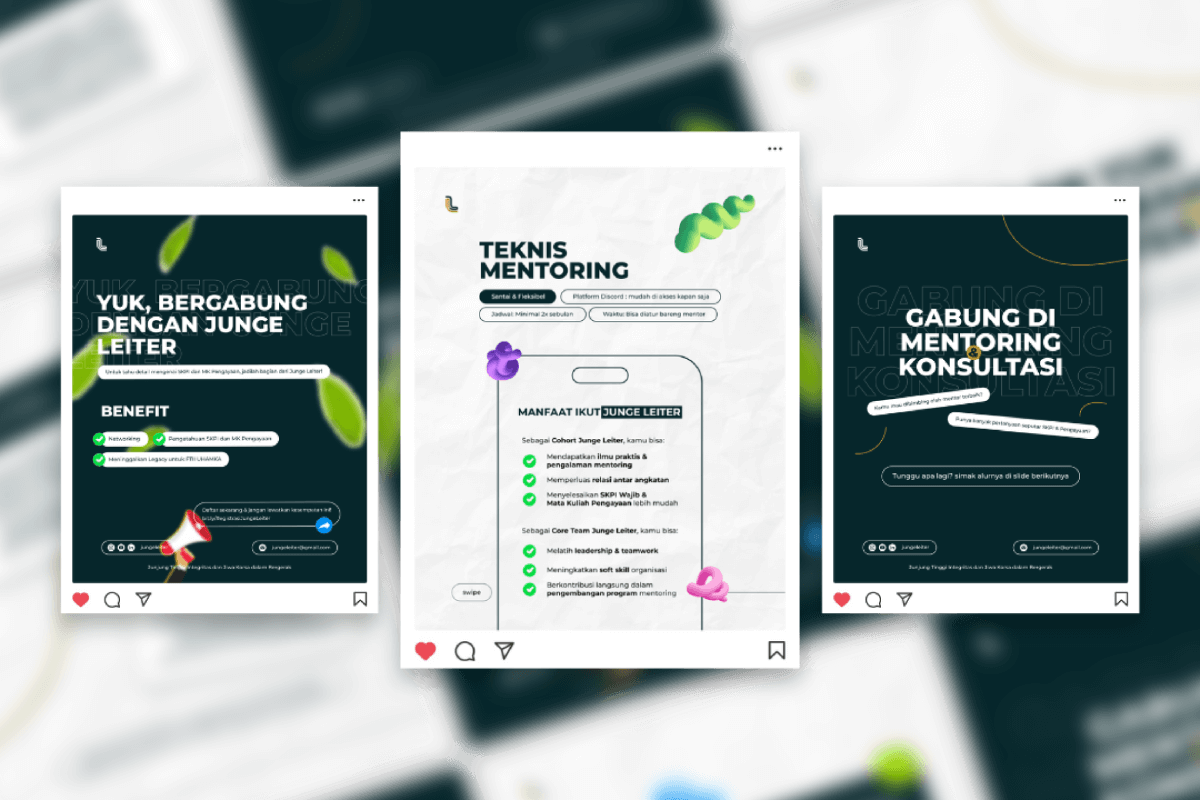 YUK, BERGABUNG
DENGAN JUNGE
LEITER
Untuk tahu detail mengenai SKPI dan MK Pengayaan, jadilah bagian dari Junge Leiter!
BENEFIT
Networking
Pengetahuan SKPI dan MK Pengayaan
Meninggalkan Legacy untuk FTII UHAMKA
Daftar sekarang & jangan lewatkan kesempatan ini!
jungeleiter
jungeleiter@gmail.com
Junjung Tinggi Integritas dan Jiwa Korsa dalam Bergerak
TEKNIS
MENTORING
Santai & Fleksibel
Platform Discord : mudah di akses kapan saja
Jadwal: Minimal 2x sebulan
Waktu: Bisa diatur bareng mentor
MANFAAT IKUT JUNGE LEITER
Sebagai Cohort Junge Leiter, kamu bisa:
Mendapatkan ilmu praktis &
pengalaman mentoring
Memperluas relasi antar angkatan
Menyelesaikan SKPI Wajib &
Mata Kuliah Pengayaan lebih mudah
Sebagai Core Team Junge Leiter, kamu bisa:
Melatih leadership & teamwork
Meningkatkan soft skill organisasi
Berkontribusi langsung dalam
pengembangan program mentoring
swipe
GABUNG DI
MENTORING
&
KONSULTASI
Kamu mau dibimbing oleh mentor terbaik?
Punya banyak pertanyaan seputar SKPI & Pengayaan?
Tunggu apa lagi? simak alurnya di slide berikutnya
jungeleiter
jungeleiter@gmail.com
Junjung Tinggi Integritas dan Jiwa Korsa dalam Bergerak